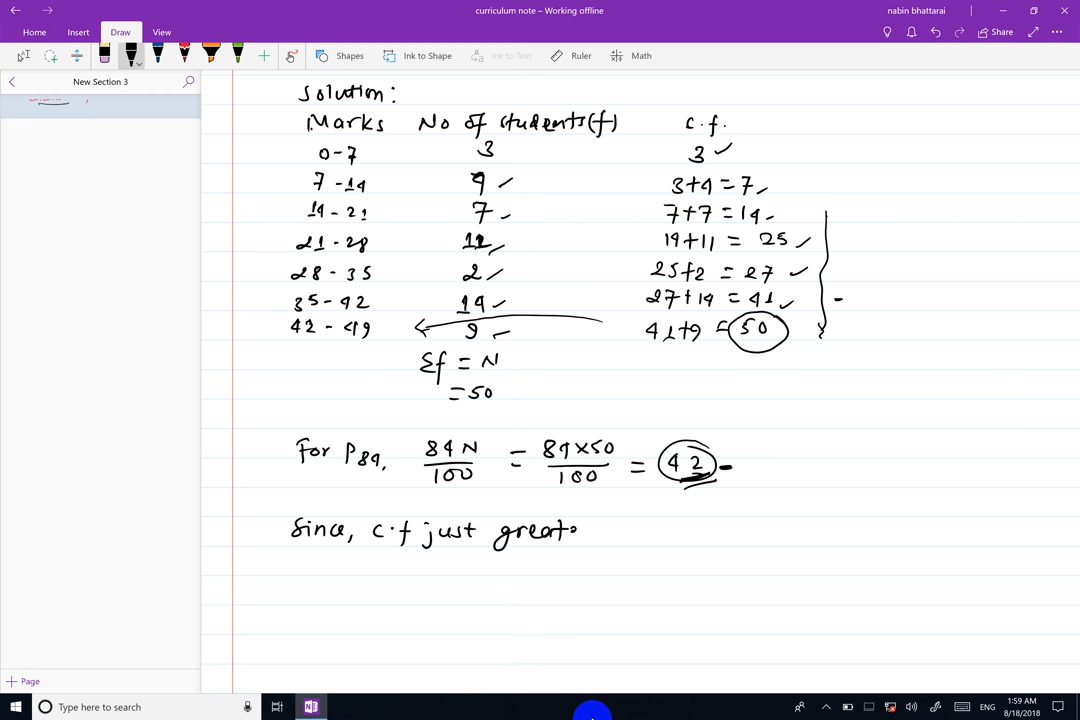 curriculum note – Working offline
nabin bhattarai
Home Insert Draw View
Share
Shapes Ink to Shape Ink to Text Ruler Math
New Section 3
Solution:
Marks No of students(f) c.f.
0-7 3 3
7-14 4 3+4=7
14-21 7 7+7=14
21-28 11 14+11 = 25
28-35 2 25+2 = 27
35-42 14 27+14 = 41
42-49 9 41+9 = 50
Σf = N
= 50
For P84, 84N/100 = 84×50/100 = 42
Since, c.f just great
+ Page
Type here to search
ENG
1:59 AM
8/18/2018